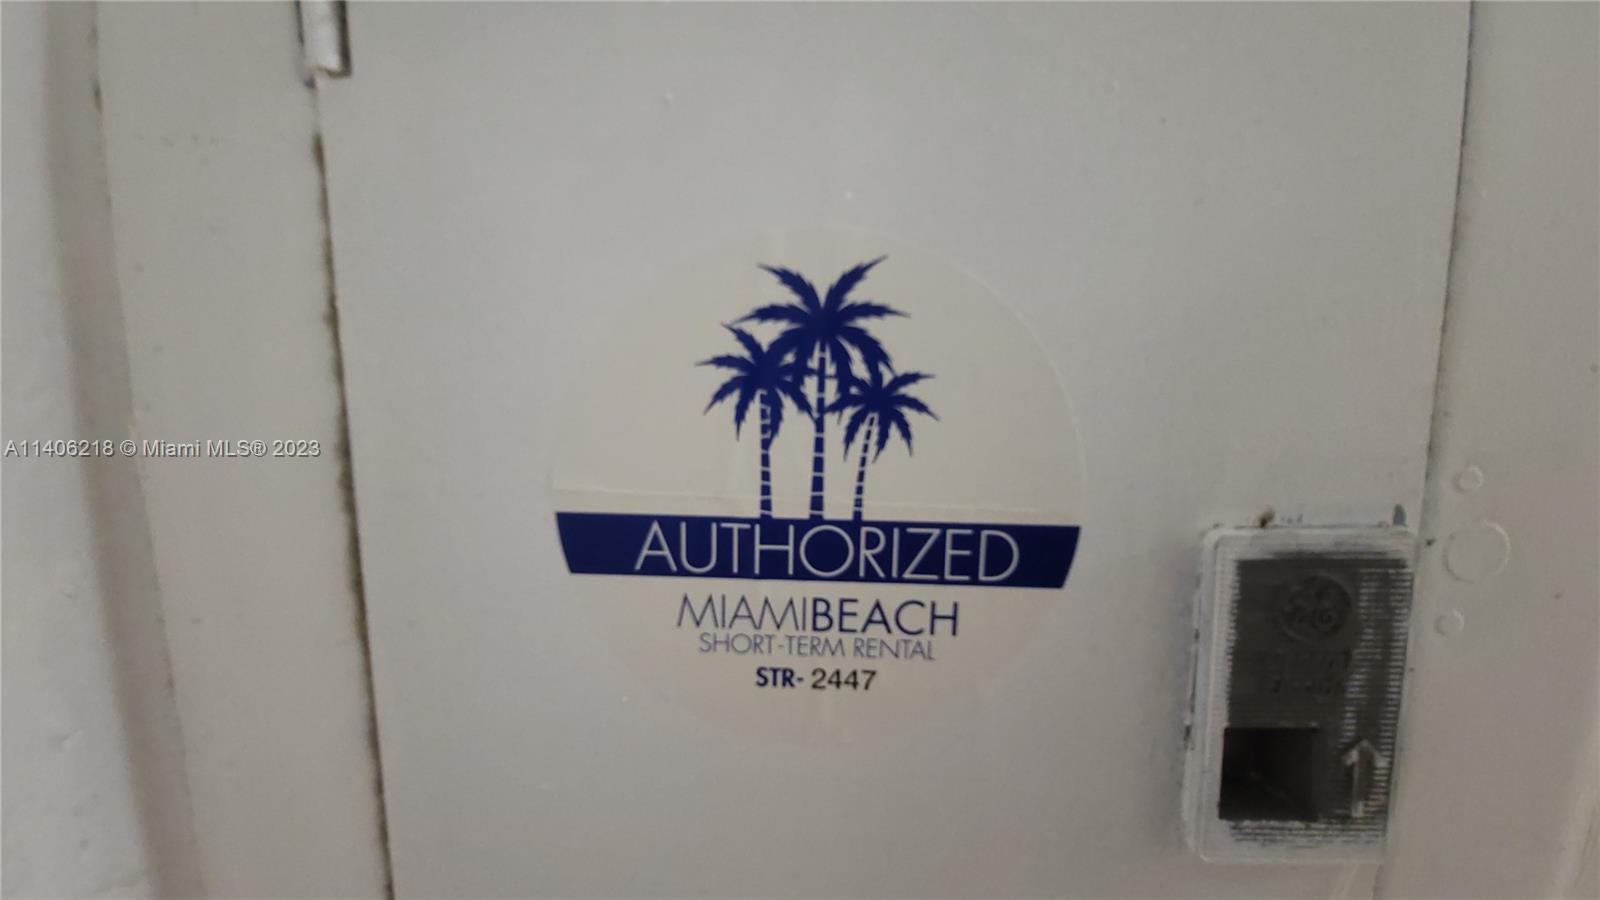 A11406218 © Miami MLS® 2023
AUTHORIZED
MIAMIBEACH
SHORT-TERM RENTAL
STR- 2447